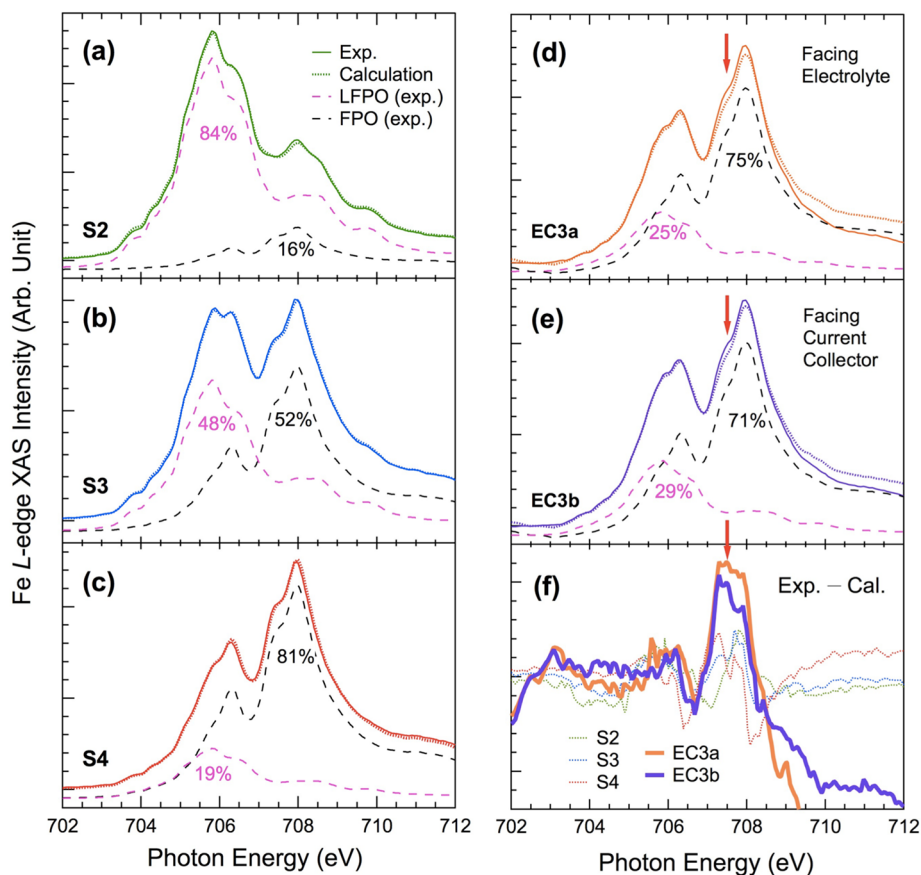 Fe L-edge XAS Intensity (Arb. Unit)
(a)
Exp.
Calculation
LFPO (exp.)
FPO (exp.)
84%
16%
S2
(b)
48%
52%
S3
(c)
81%
19%
S4
702 704 706 708 710 712
Photon Energy (eV)
(d)
Facing
Electrolyte
75%
25%
EC3a
(e)
Facing
Current
Collector
71%
29%
EC3b
(f)
Exp. – Cal.
S2
S3
S4
EC3a
EC3b
702 704 706 708 710 712
Photon Energy (eV)